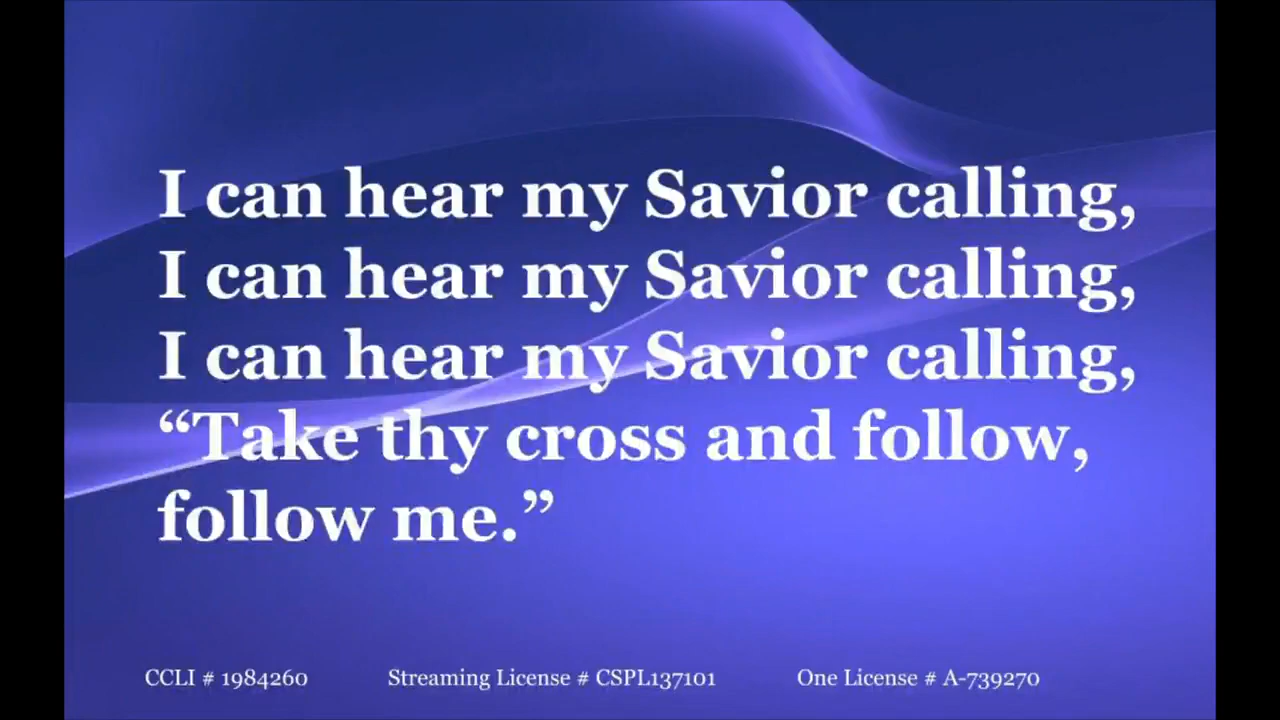 I can hear my Savior calling,
I can hear my Savior calling,
I can hear my Savior calling,
“Take thy cross and follow,
follow me.”
CCLI # 1984260 Streaming License # CSPL137101 One License # A-739270